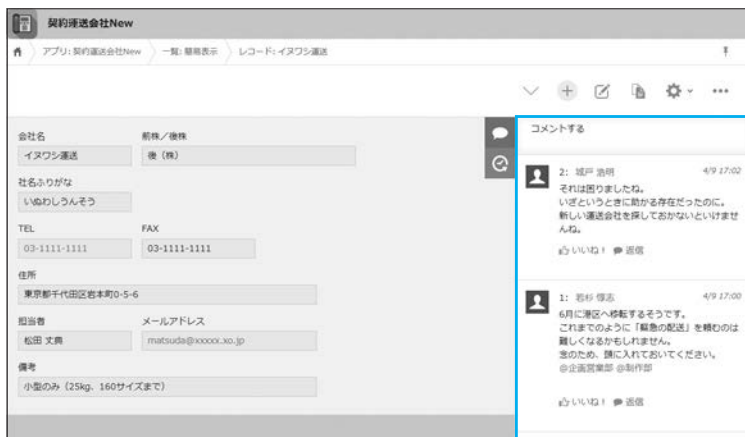 契約運送会社New
アプリ: 契約運送会社New 一覧: 簡易表示 レコード: イヌワシ運送
会社名 前株／後株
イヌワシ運送 後（株）
社名ふりがな
いぬわしうんそう
TEL FAX
03-1111-1111 03-1111-1111
住所
東京都千代田区岩本町0-5-6
担当者 メールアドレス
松田 丈典 matsuda@xxxxx.xo.jp
備考
小型のみ（25kg、160サイズまで）
コメントする
2: 城戸 浩明 4/9 17:02
それは困りましたね。
いざというときに助かる存在だったのに。
新しい運送会社を探しておかないといけませ
んね。
いいね！ 返信
1: 若杉 惇志 4/9 17:00
6月に港区へ移転するそうです。
これまでのように「緊急の配送」を頼むのは
難しくなるかもしれません。
念のため、頭に入れておいてください。
@企画営業部 @制作部
いいね！ 返信